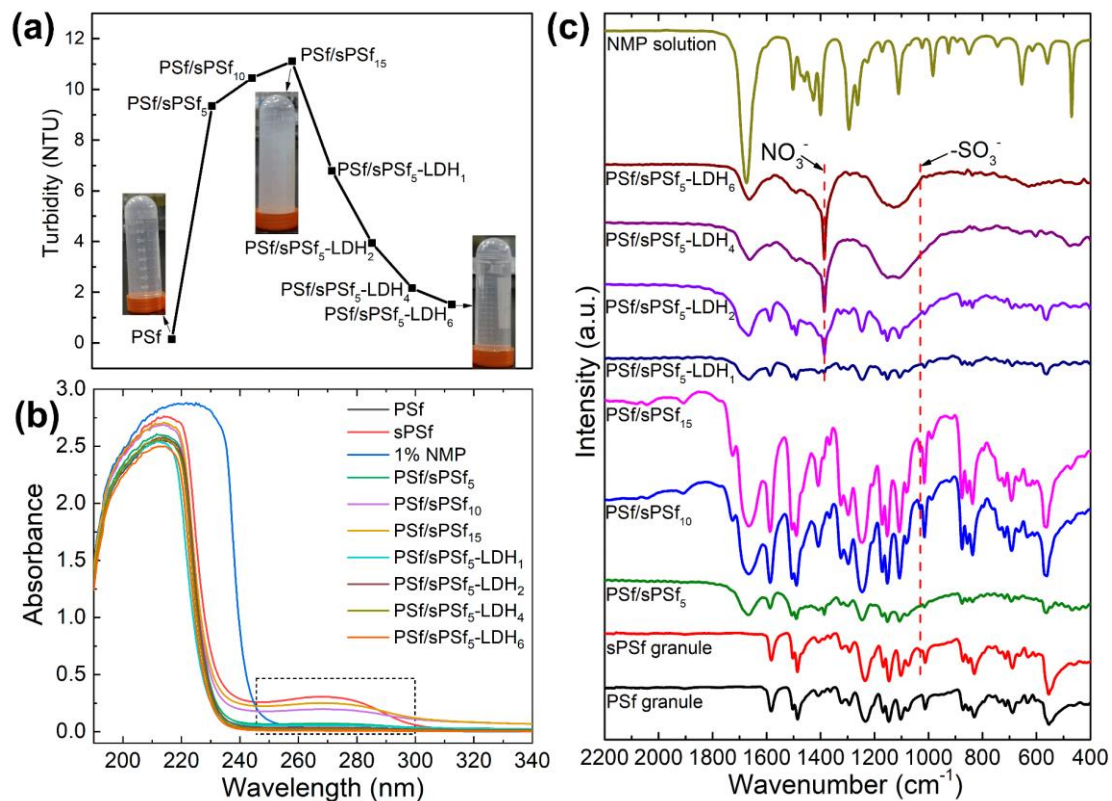 (a)
Turbidity (NTU)
12
10
8
6
4
2
0
PSf
PSf/sPSf₅
PSf/sPSf₁₀
PSf/sPSf₁₅
PSf/sPSf₅-LDH₁
PSf/sPSf₅-LDH₂
PSf/sPSf₅-LDH₄
PSf/sPSf₅-LDH₆
(b)
Absorbance
3.0
2.5
2.0
1.5
1.0
0.5
0.0
PSf
sPSf
1% NMP
PSf/sPSf₅
PSf/sPSf₁₀
PSf/sPSf₁₅
PSf/sPSf₅-LDH₁
PSf/sPSf₅-LDH₂
PSf/sPSf₅-LDH₄
PSf/sPSf₅-LDH₆
200 220 240 260 280 300 320 340
Wavelength (nm)
(c)
Intensity (a.u.)
NMP solution
NO₃⁻
-SO₃⁻
PSf/sPSf₅-LDH₆
PSf/sPSf₅-LDH₄
PSf/sPSf₅-LDH₂
PSf/sPSf₅-LDH₁
PSf/sPSf₁₅
PSf/sPSf₁₀
PSf/sPSf₅
sPSf granule
PSf granule
2200 2000 1800 1600 1400 1200 1000 800 600 400
Wavenumber (cm⁻¹)